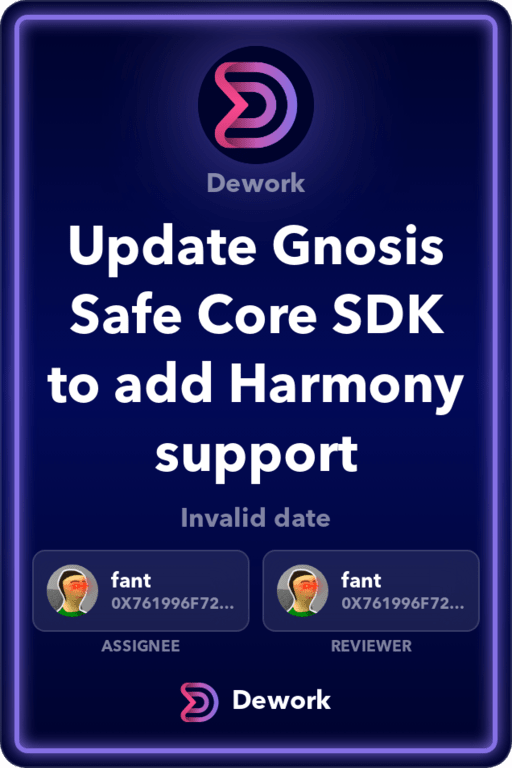 Dework
Update Gnosis
Safe Core SDK
to add Harmony
support
Invalid date
fant
0X761996F72...
ASSIGNEE
fant
0X761996F72...
REVIEWER
Dework